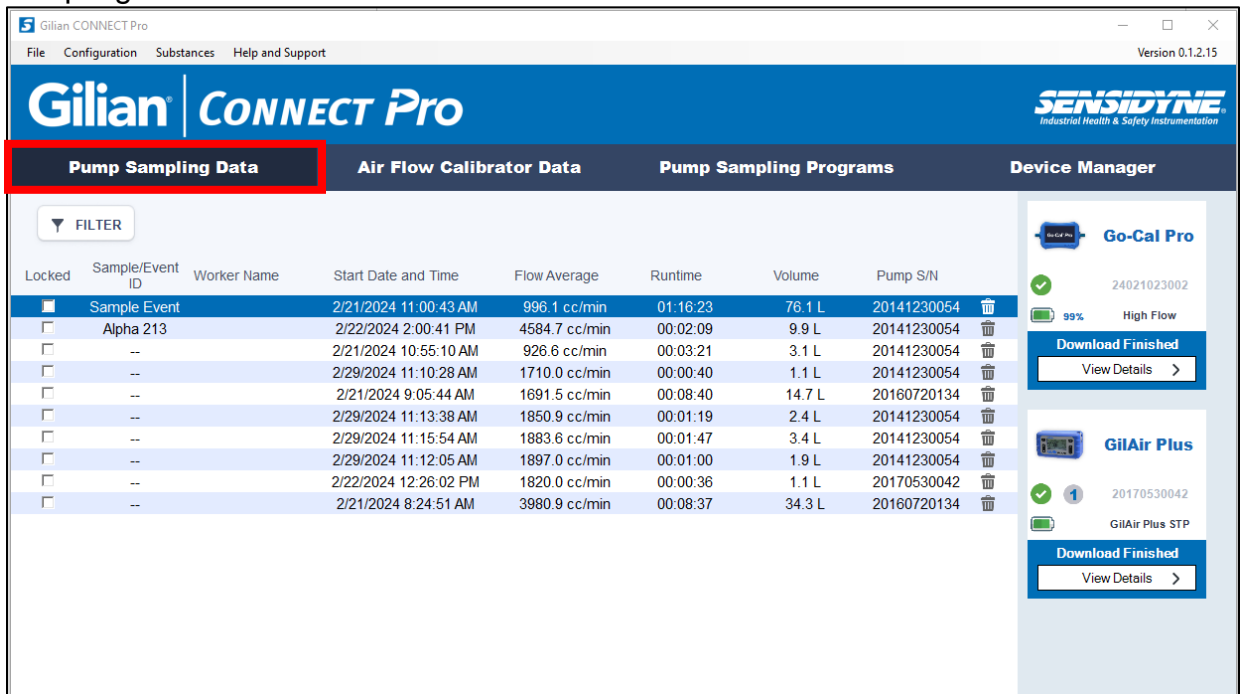 Gilian CONNECT Pro
File Configuration Substances Help and Support Version 0.1.2.15
Gilian® CONNECT Pro
SENSIDYNE®
Industrial Health & Safety Instrumentation
Pump Sampling Data Air Flow Calibrator Data Pump Sampling Programs Device Manager
FILTER
Locked Sample/Event ID Worker Name Start Date and Time Flow Average Runtime Volume Pump S/N
Sample Event 2/21/2024 11:00:43 AM 996.1 cc/min 01:16:23 76.1 L 20141230054
Alpha 213 2/22/2024 2:00:41 PM 4584.7 cc/min 00:02:09 9.9 L 20141230054
-- 2/21/2024 10:55:10 AM 926.6 cc/min 00:03:21 3.1 L 20141230054
-- 2/29/2024 11:10:28 AM 1710.0 cc/min 00:00:40 1.1 L 20141230054
-- 2/21/2024 9:05:44 AM 1691.5 cc/min 00:08:40 14.7 L 20160720134
-- 2/29/2024 11:13:38 AM 1850.9 cc/min 00:01:19 2.4 L 20141230054
-- 2/29/2024 11:15:54 AM 1883.6 cc/min 00:01:47 3.4 L 20141230054
-- 2/29/2024 11:12:05 AM 1897.0 cc/min 00:01:00 1.9 L 20141230054
-- 2/22/2024 12:26:02 PM 1820.0 cc/min 00:00:36 1.1 L 20170530042
-- 2/21/2024 8:24:51 AM 3980.9 cc/min 00:08:37 34.3 L 20160720134
Go-Cal Pro
24021023002
99% High Flow
Download Finished
View Details
GilAir Plus
1 20170530042
GilAir Plus STP
Download Finished
View Details